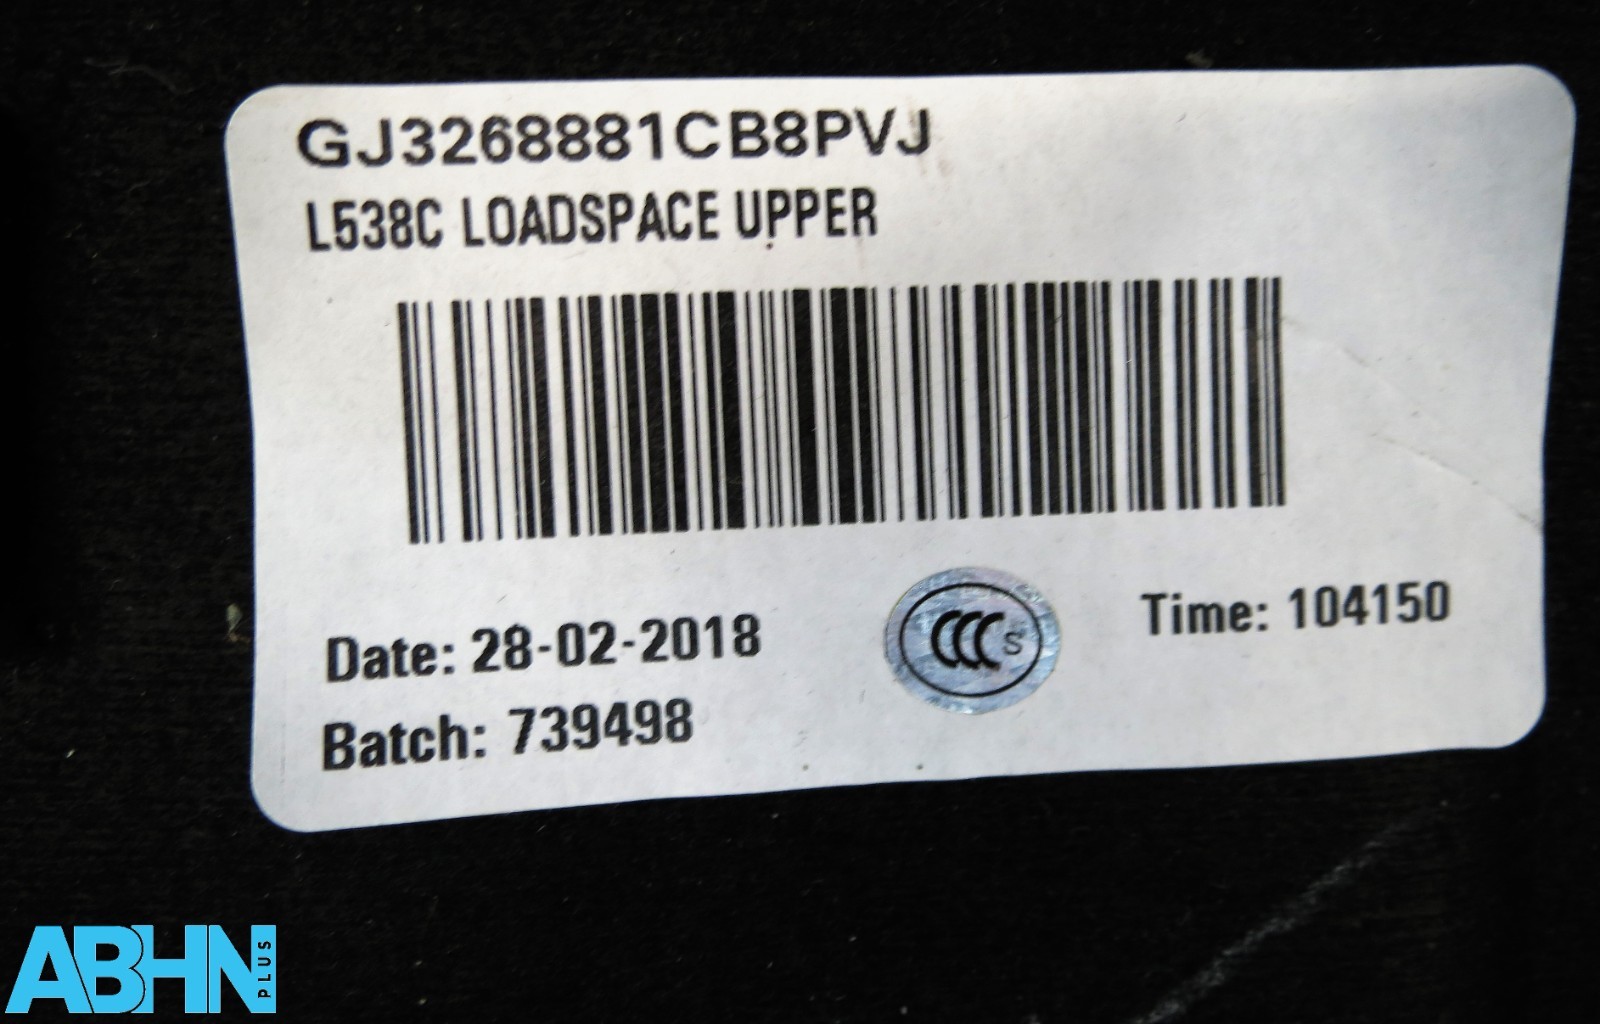 GJ3268881CB8PVJ
L538C LOADSPACE UPPER
Date: 28-02-2018
CCC S
Time: 104150
Batch: 739498
ABHN PLUS